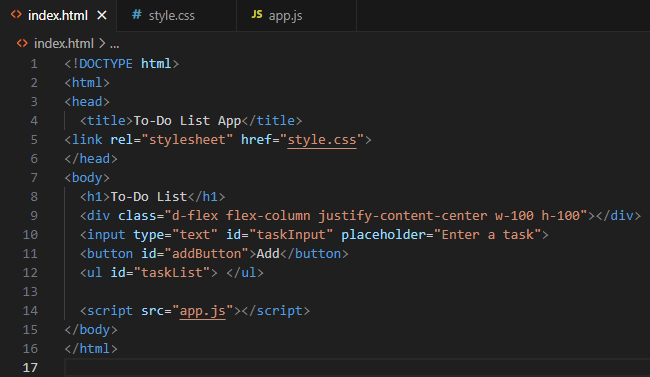 index.html
style.css
JS app.js
index.html > ...
1 <!DOCTYPE html>
2 <html>
3 <head>
4 <title>To-Do List App</title>
5 <link rel="stylesheet" href="style.css">
6 </head>
7 <body>
8 <h1>To-Do List</h1>
9 <div class="d-flex flex-column justify-content-center w-100 h-100"></div>
10 <input type="text" id="taskInput" placeholder="Enter a task">
11 <button id="addButton">Add</button>
12 <ul id="taskList"> </ul>
13
14 <script src="app.js"></script>
15 </body>
16 </html>
17